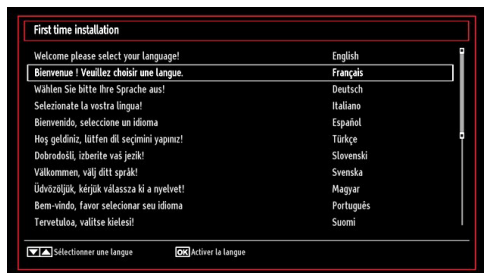 First time installation
Welcome please select your language! English
Bienvenue ! Veuillez choisir une langue. Français
Wählen Sie bitte Ihre Sprache aus! Deutsch
Selezionate la vostra lingua! Italiano
Bienvenido, seleccione un idioma Español
Hoş geldiniz, lütfen dil seçimini yapınız! Türkçe
Dobrodošli, izberite vaš jezik! Slovenski
Välkommen, välj ditt språk! Svenska
Üdvözöljük, kérjük válassza ki a nyelvet! Magyar
Bem-vindo, favor selecionar seu idioma Português
Tervetuloa, valitse kielesi! Suomi
Sélectionner une langue OK Activer la langue